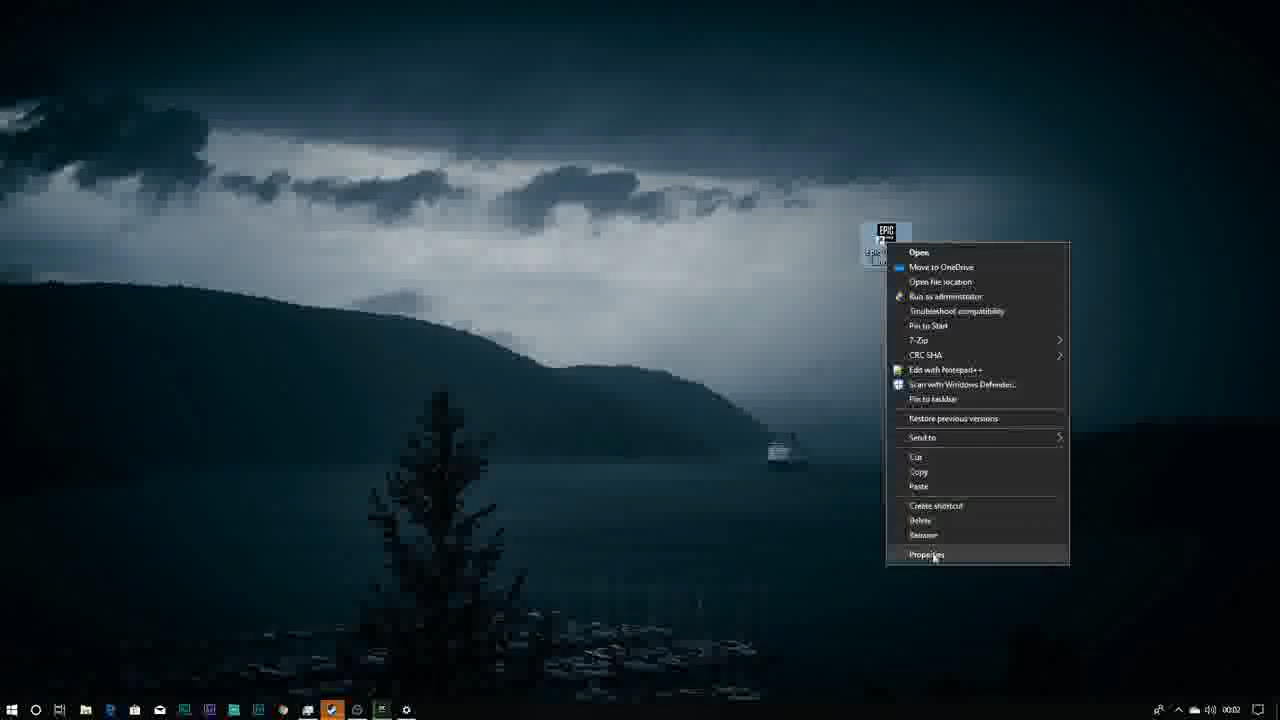 EPIC
Open
Move to OneDrive
Open file location
Run as administrator
Troubleshoot compatibility
Pin to Start
7-Zip
CRC SHA
Edit with Notepad++
Scan with Windows Defender...
Pin to taskbar
Restore previous versions
Send to
Cut
Copy
Paste
Create shortcut
Delete
Rename
Properties
00:02